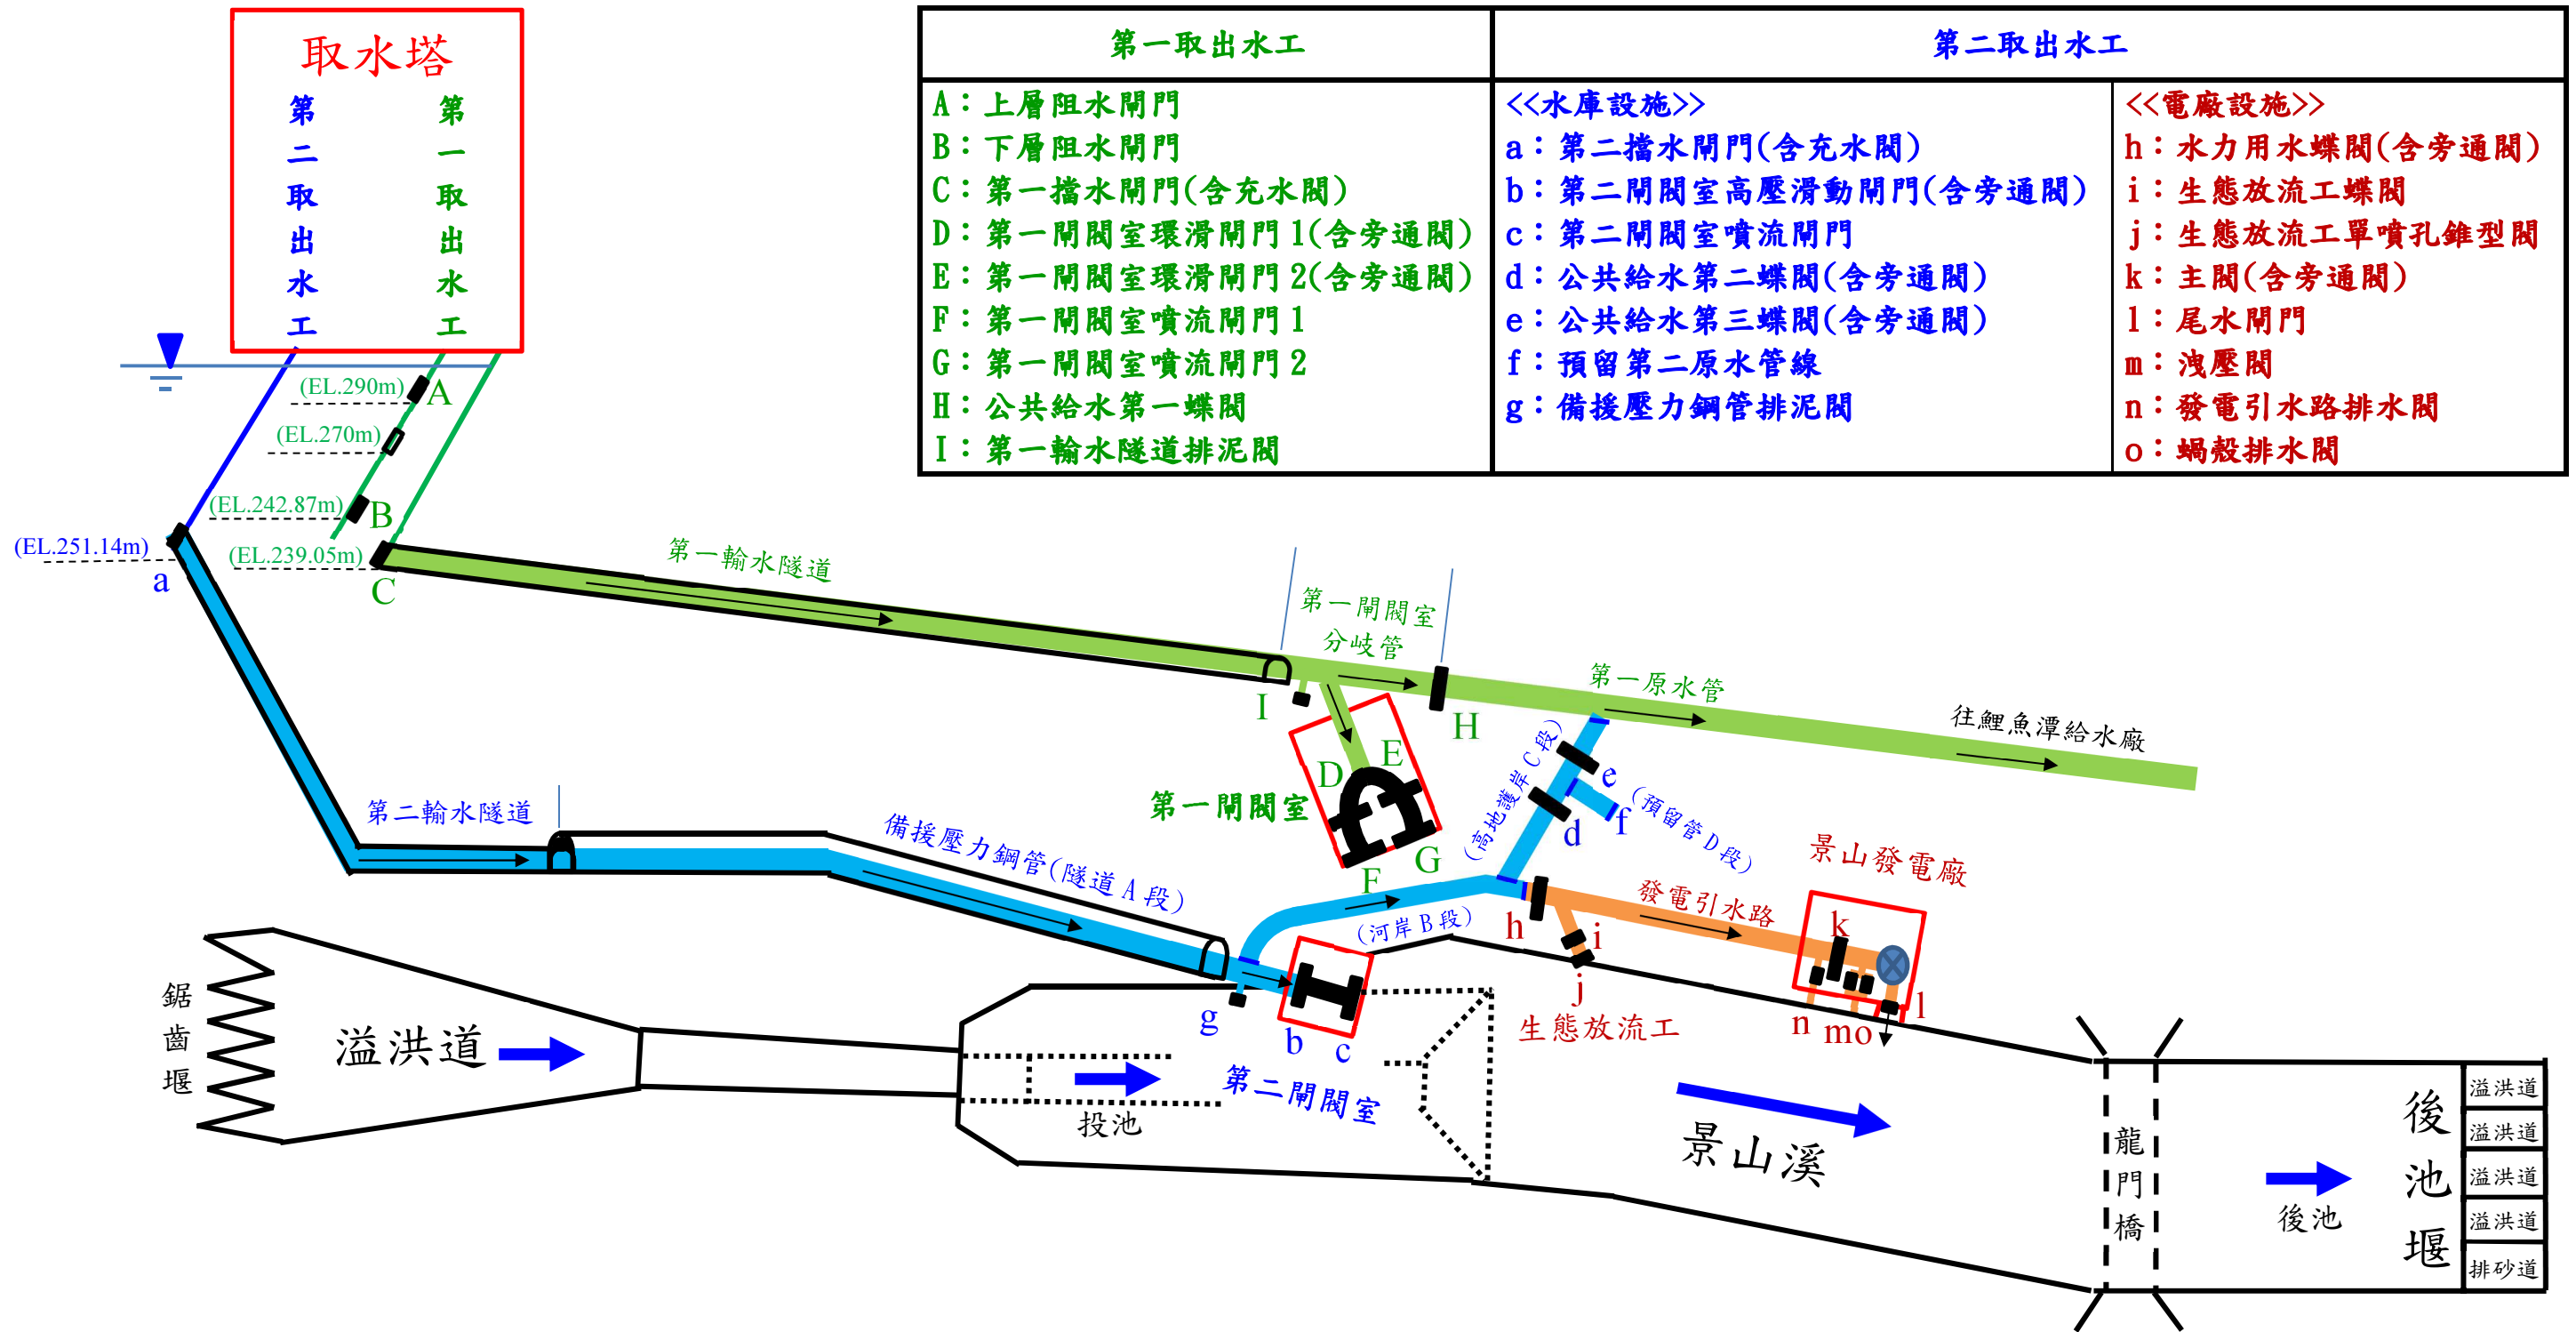 取水塔
第二取出水工
第一取出水工
第一取出水工
第二取出水工
A：上層阻水閘門
B：下層阻水閘門
C：第一擋水閘門(含充水閥)
D：第一閘閥室環滑閘門1(含旁通閥)
E：第一閘閥室環滑閘門2(含旁通閥)
F：第一閘閥室噴流閘門1
G：第一閘閥室噴流閘門2
H：公共給水第一蝶閥
I：第一輸水隧道排泥閥
<<水庫設施>>
a：第二擋水閘門(含充水閥)
b：第二閘閥室高壓滑動閘門(含旁通閥)
c：第二閘閥室噴流閘門
d：公共給水第二蝶閥(含旁通閥)
e：公共給水第三蝶閥(含旁通閥)
f：預留第二原水管線
g：備援壓力鋼管排泥閥
<<電廠設施>>
h：水力用水蝶閥(含旁通閥)
i：生態放流工蝶閥
j：生態放流工單噴孔錐型閥
k：主閥(含旁通閥)
l：尾水閘門
m：洩壓閥
n：發電引水路排水閥
o：蝸殼排水閥
(EL.290m)
A
(EL.270m)
(EL.242.87m)
B
(EL.251.14m)
a
(EL.239.05m)
C
第一輸水隧道
第一閘閥室
分岐管
I
H
第一原水管
往鯉魚潭給水廠
D
E
第一閘閥室
F
G
(高地護岸C段)
e
d
f
(預留管D段)
第二輸水隧道
備援壓力鋼管(隧道A段)
(河岸B段)
h
i
j
生態放流工
發電引水路
景山發電廠
k
n
m
o
l
g
b
c
第二閘閥室
鋸齒堰
溢洪道
投池
景山溪
龍門橋
後池
後池堰
溢洪道
溢洪道
溢洪道
溢洪道
排砂道